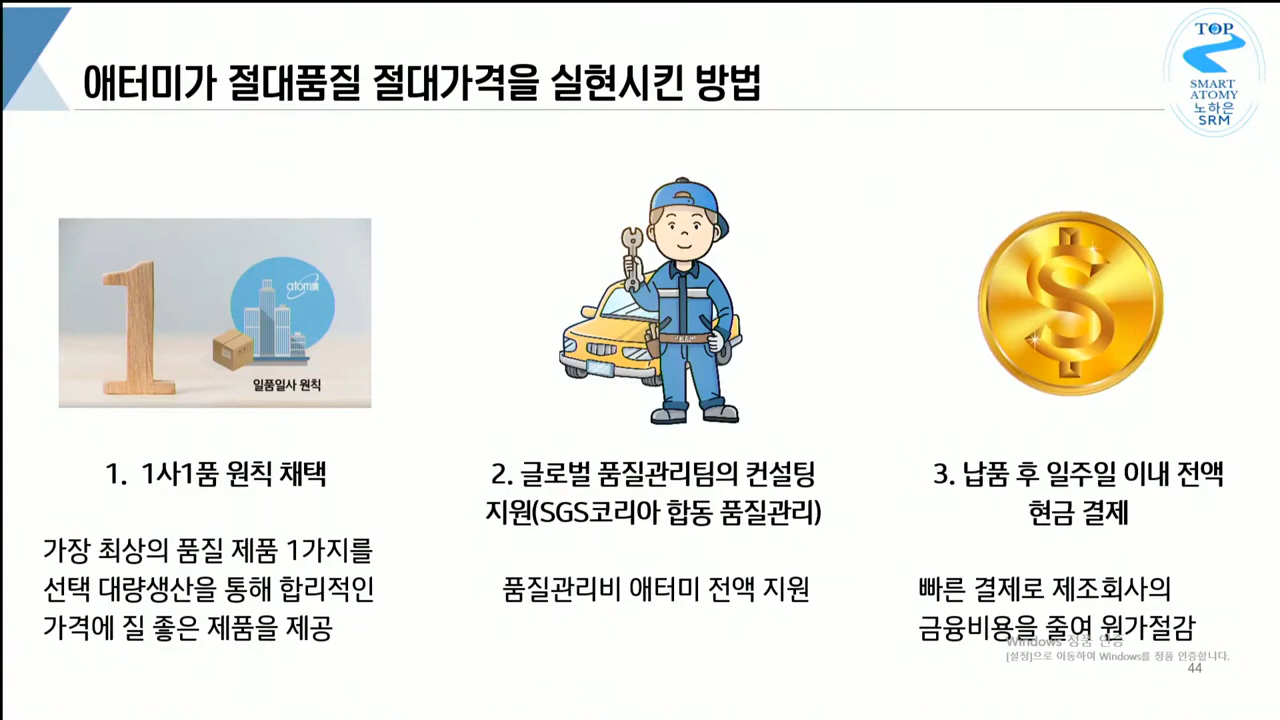 애터미가 절대품질 절대가격을 실현시킨 방법
TOP
SMART
ATOMY
노하은
SRM
atom美
일품일사 원칙
1
1. 1사1품 원칙 채택
가장 최상의 품질 제품 1가지를
선택 대량생산을 통해 합리적인
가격에 질 좋은 제품을 제공
2. 글로벌 품질관리팀의 컨설팅
지원(SGS코리아 합동 품질관리)
품질관리비 애터미 전액 지원
3. 납품 후 일주일 이내 전액
현금 결제
빠른 결제로 제조회사의
금융비용을 줄여 원가절감
Windows 정품 인증
[설정]으로 이동하여 Windows를 정품 인증합니다.
44